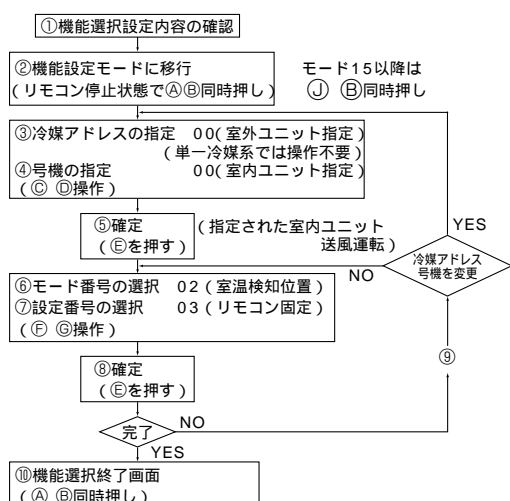 ①機能選択設定内容の確認
②機能設定モードに移行
(リモコン停止状態でⒶⒷ同時押し)
モード15以降は
Ⓙ Ⓑ同時押し
③冷媒アドレスの指定 00(室外ユニット指定)
(単一冷媒系では操作不要)
④号機の指定 00(室内ユニット指定)
(Ⓒ Ⓓ操作)
⑤確定
(Ⓔを押す)
(指定された室内ユニット
送風運転)
YES
冷媒アドレス
号機を変更
NO
⑥モード番号の選択 02(室温検知位置)
⑦設定番号の選択 03(リモコン固定)
(Ⓕ Ⓖ操作)
⑧確定
(Ⓔを押す)
⑨
完了
NO
YES
⑩機能選択終了画面
(Ⓐ Ⓑ同時押し)